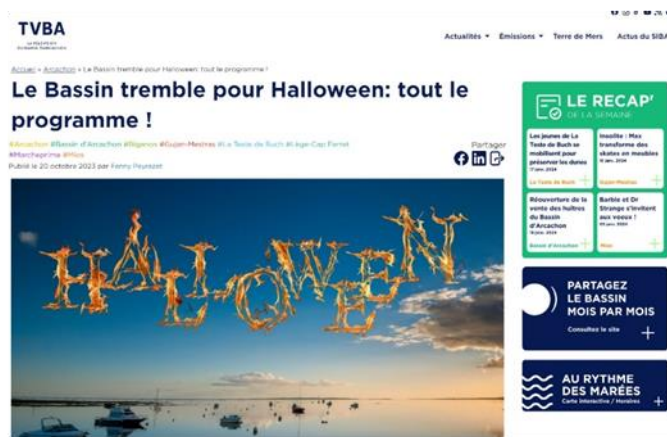 TVBA
Actualités
Émissions
Terre de Mers
Actus du SIBA
Accueil » Arcachon » Le Bassin tremble pour Halloween: tout le programme !
Le Bassin tremble pour Halloween: tout le
programme !
#Arcachon #Bassin d'Arcachon #Biganos #Gujan-Mestras #La Teste de Buch #Lège-Cap Ferret
#Marcheprime #Mios
Publié le 20 octobre 2023 par Fanny Peyrazat
Partager
HALLOWEEN
LE RECAP'
DE LA SEMAINE
Les jeunes de La
Teste de Buch se
mobilisent pour
préserver les dunes
17 janv. 2024
La Teste de Buch
Insolite : Max
transforme des
skates en meubles
Gujan-Mestras
Réouverture de la
vente des huîtres
du Bassin
d'Arcachon
Bassin d'Arcachon
Barbie et Dr
Strange s'invitent
aux voeux !
Mios
PARTAGEZ
LE BASSIN
MOIS PAR MOIS
Consultez le site
AU RYTHME
DES MARÉES
Carte interactive / Horaires